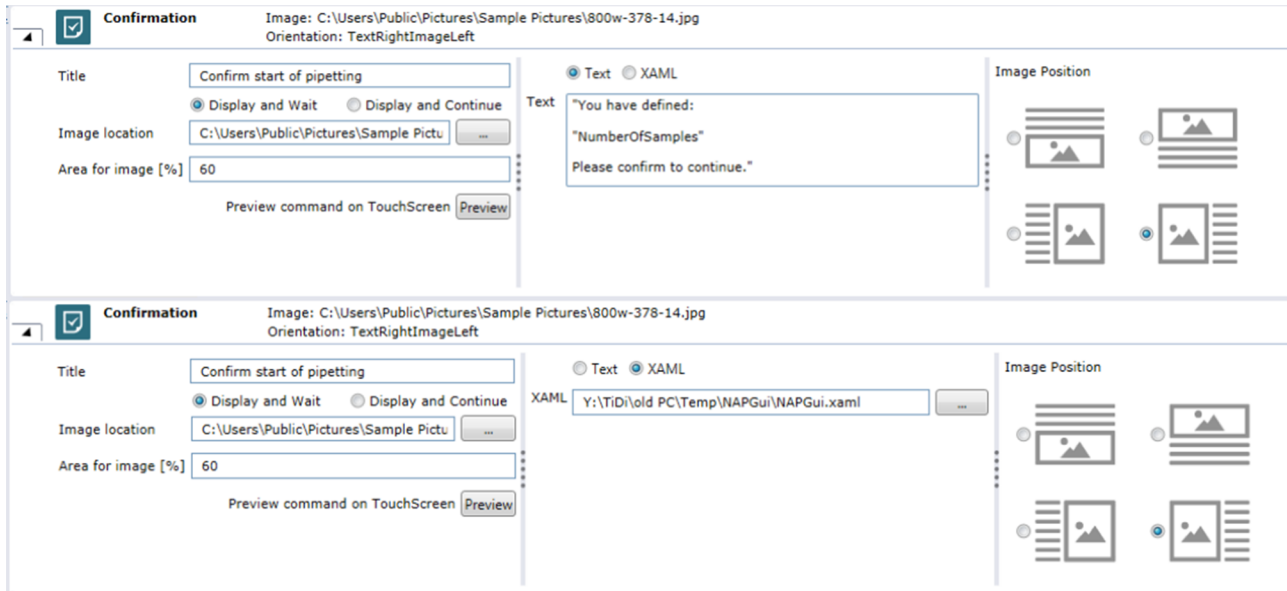 Confirmation
Image: C:\Users\Public\Pictures\Sample Pictures\800w-378-14.jpg
Orientation: TextRightImageLeft
Title
Confirm start of pipetting
Display and Wait
Display and Continue
Image location
C:\Users\Public\Pictures\Sample Pictu
...
Area for image [%]
60
Preview command on TouchScreen
Preview
Text
XAML
Text
"You have defined:
"NumberOfSamples"
Please confirm to continue."
Image Position
Confirmation
Image: C:\Users\Public\Pictures\Sample Pictures\800w-378-14.jpg
Orientation: TextRightImageLeft
Title
Confirm start of pipetting
Display and Wait
Display and Continue
Image location
C:\Users\Public\Pictures\Sample Pictu
...
Area for image [%]
60
Preview command on TouchScreen
Preview
Text
XAML
XAML
Y:\TiDi\old PC\Temp\NAPGui\NAPGui.xaml
...
Image Position